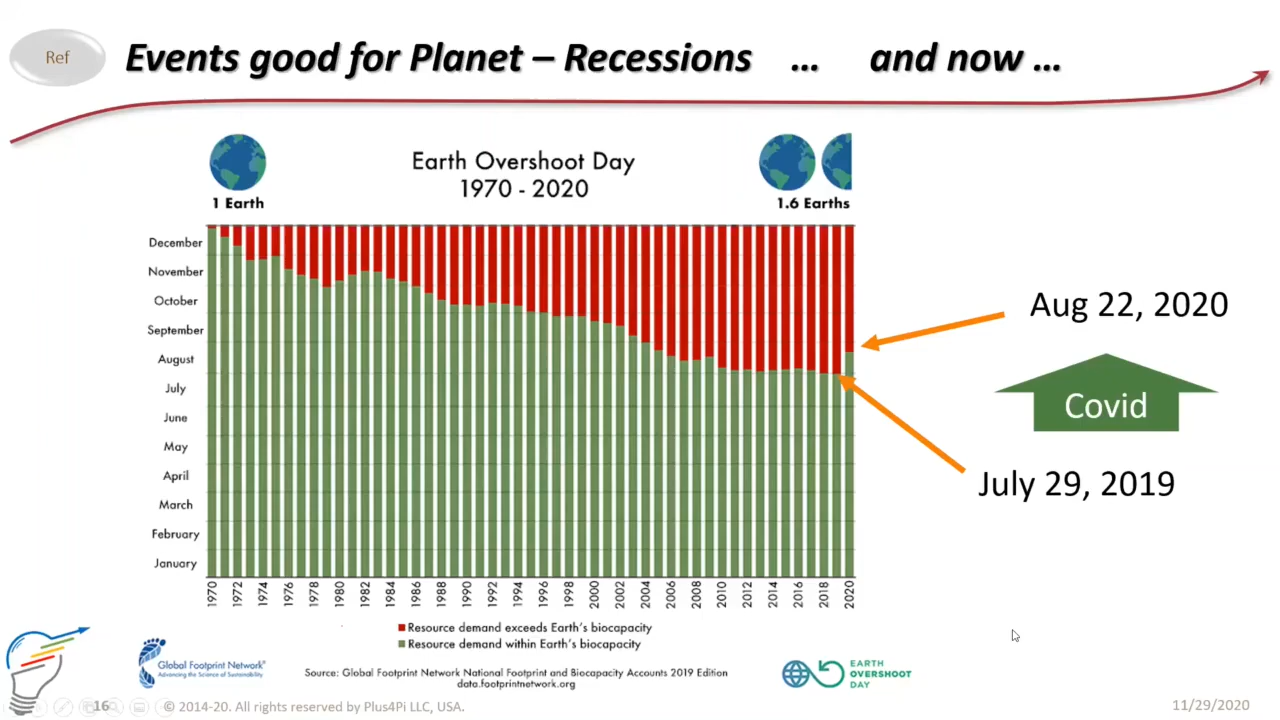 Ref
Events good for Planet – Recessions ... and now ...
Earth Overshoot Day
1970 - 2020
1 Earth
1.6 Earths
December
November
October
September
August
July
June
May
April
March
February
January
1970 1972 1974 1976 1978 1980 1982 1984 1986 1988 1990 1992 1994 1996 1998 2000 2002 2004 2006 2008 2010 2012 2014 2016 2018 2020
Aug 22, 2020
Covid
July 29, 2019
Resource demand exceeds Earth's biocapacity
Resource demand within Earth's biocapacity
Global Footprint Network®
Advancing the Science of Sustainability
Source: Global Footprint Network National Footprint and Biocapacity Accounts 2019 Edition
data.footprintnetwork.org
EARTH
OVERSHOOT
DAY
16 © 2014-20. All rights reserved by Plus4Pi LLC, USA.
11/29/2020